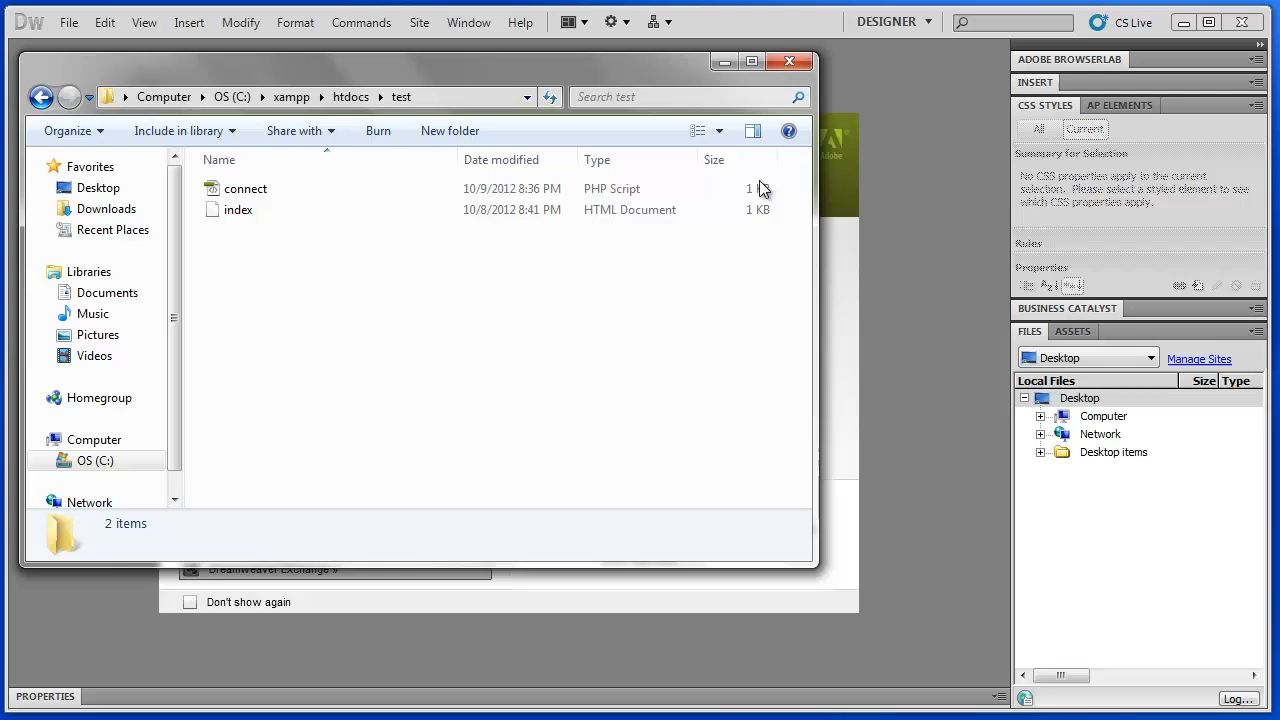 Dw File Edit View Insert Modify Format Commands Site Window Help DESIGNER CS Live
Computer OS (C:) xampp htdocs test Search test
Organize Include in library Share with Burn New folder
Favorites
Desktop
Downloads
Recent Places
Libraries
Documents
Music
Pictures
Videos
Homegroup
Computer
OS (C:)
Network
Name Date modified Type Size
connect 10/9/2012 8:36 PM PHP Script 1
index 10/8/2012 8:41 PM HTML Document 1 KB
2 items
Adobe
Dreamweaver Exchange »
Don't show again
PROPERTIES
ADOBE BROWSERLAB
INSERT
CSS STYLES AP ELEMENTS
All Current
Summary for Selection
No CSS properties apply to the current
selection. Please select a styled element to see
which CSS properties apply.
Rules
Properties
BUSINESS CATALYST
FILES ASSETS
Desktop Manage Sites
Local Files Size Type
Desktop
Computer
Network
Desktop items
Log...